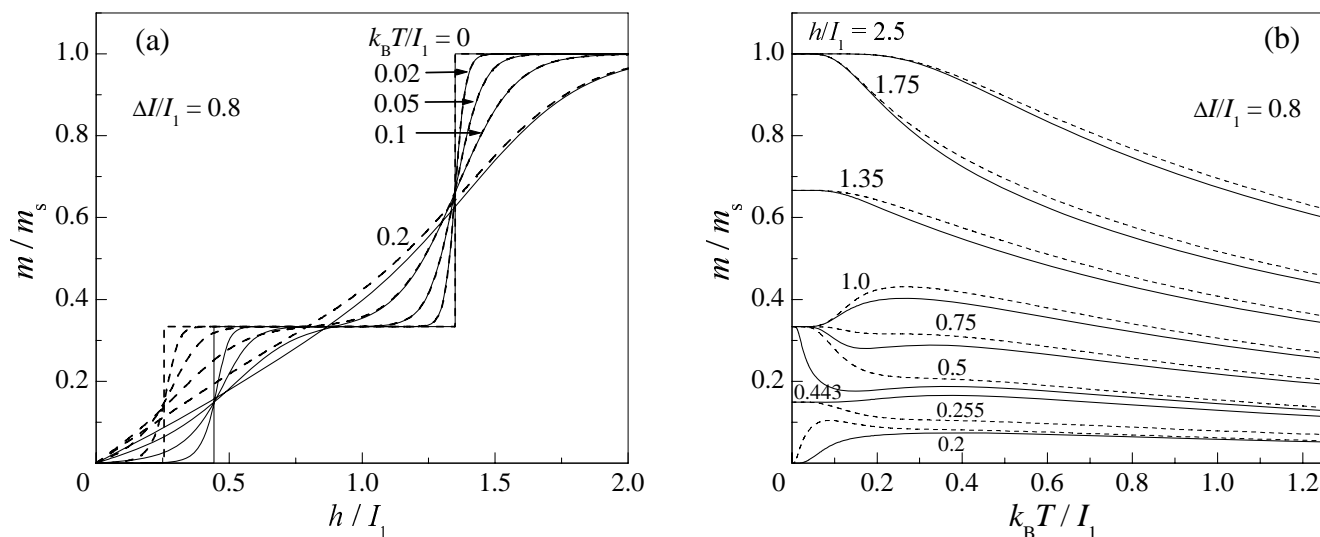 (a)
k_B T/I_1 = 0
0.02
0.05
0.1
ΔI/I_1 = 0.8
0.2
1.0
0.8
0.6
0.4
0.2
m / m_s
0 0.5 1.0 1.5 2.0
h / I_1
h/I_1 = 2.5
(b)
1.75
ΔI/I_1 = 0.8
1.35
1.0
0.75
0.5
0.443
0.255
0.2
1.0
0.8
0.6
0.4
0.2
m / m_s
0 0.2 0.4 0.6 0.8 1.0 1.2
k_B T / I_1